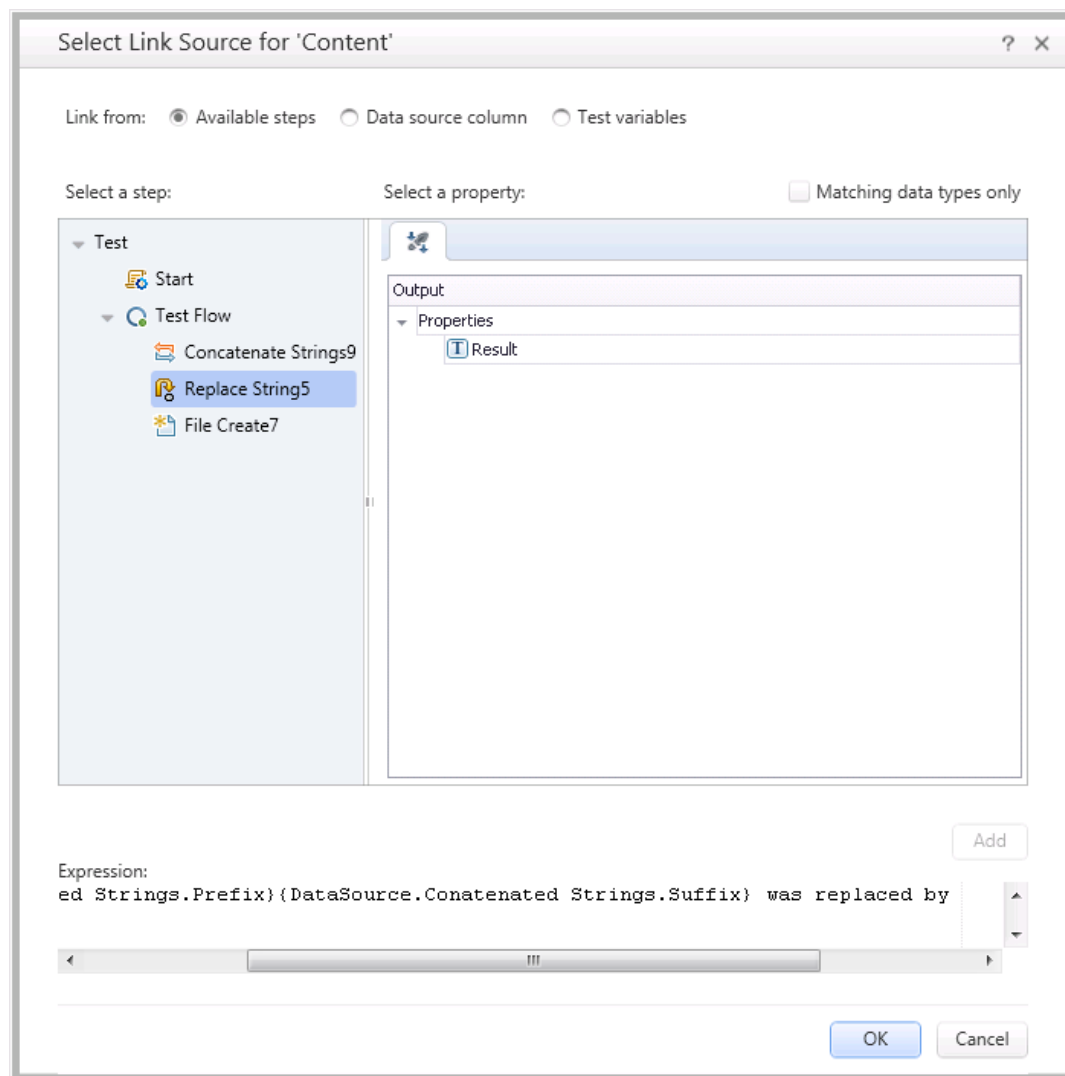 Select Link Source for 'Content'
Link from: Available steps Data source column Test variables
Select a step: Select a property: Matching data types only
Test
Start
Test Flow
Concatenate Strings9
Replace String5
File Create7
Output
Properties
T Result
Add
Expression:
ed Strings.Prefix}{DataSource.Conatenated Strings.Suffix} was replaced by
OK Cancel